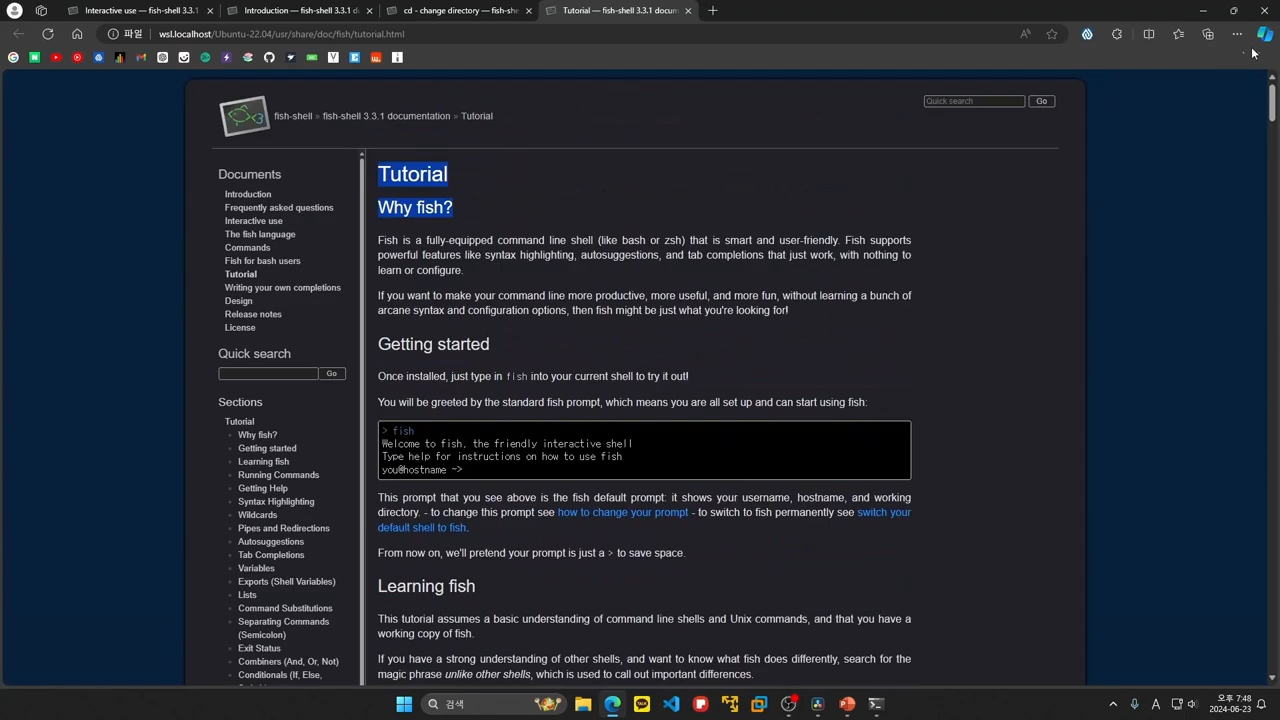 Interactive use — fish-shell 3.3.1
Introduction — fish-shell 3.3.1 d
cd - change directory — fish-she
Tutorial — fish-shell 3.3.1 docum
파일
wsl.localhost/Ubuntu-22.04/usr/share/doc/fish/tutorial.html
fish-shell » fish-shell 3.3.1 documentation » Tutorial
Quick search
Go
Documents
Introduction
Frequently asked questions
Interactive use
The fish language
Commands
Fish for bash users
Tutorial
Writing your own completions
Design
Release notes
License
Quick search
Go
Sections
Tutorial
Why fish?
Getting started
Learning fish
Running Commands
Getting Help
Syntax Highlighting
Wildcards
Pipes and Redirections
Autosuggestions
Tab Completions
Variables
Exports (Shell Variables)
Lists
Command Substitutions
Separating Commands
(Semicolon)
Exit Status
Combiners (And, Or, Not)
Conditionals (If, Else,
Tutorial
Why fish?
Fish is a fully-equipped command line shell (like bash or zsh) that is smart and user-friendly. Fish supports
powerful features like syntax highlighting, autosuggestions, and tab completions that just work, with nothing to
learn or configure.
If you want to make your command line more productive, more useful, and more fun, without learning a bunch of
arcane syntax and configuration options, then fish might be just what you're looking for!
Getting started
Once installed, just type in fish into your current shell to try it out!
You will be greeted by the standard fish prompt, which means you are all set up and can start using fish:
> fish
Welcome to fish, the friendly interactive shell
Type help for instructions on how to use fish
you@hostname ~>
This prompt that you see above is the fish default prompt: it shows your username, hostname, and working
directory. - to change this prompt see how to change your prompt - to switch to fish permanently see switch your
default shell to fish.
From now on, we'll pretend your prompt is just a > to save space.
Learning fish
This tutorial assumes a basic understanding of command line shells and Unix commands, and that you have a
working copy of fish.
If you have a strong understanding of other shells, and want to know what fish does differently, search for the
magic phrase unlike other shells, which is used to call out important differences.
검색
A
오후 7:48
2024-06-23